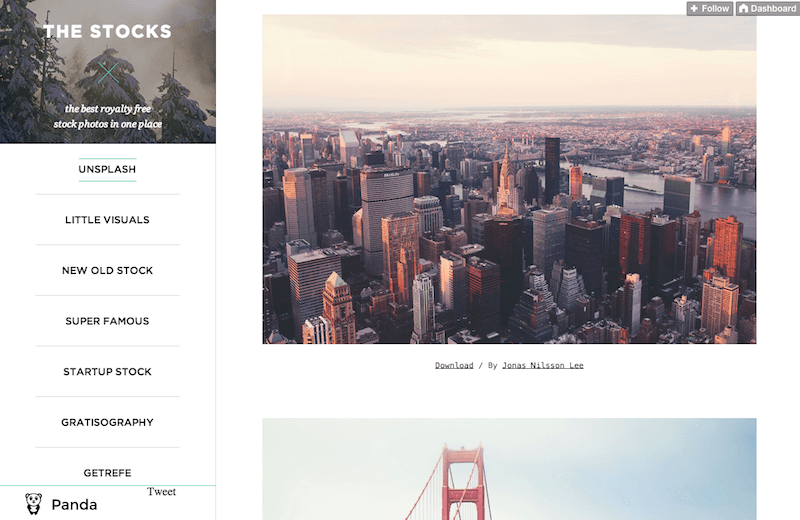 THE STOCKS
the best royalty free
stock photos in one place
UNSPLASH
LITTLE VISUALS
NEW OLD STOCK
SUPER FAMOUS
STARTUP STOCK
GRATISOGRAPHY
GETREFE
Panda
Tweet
Follow
Dashboard
Download / By Jonas Nilsson Lee